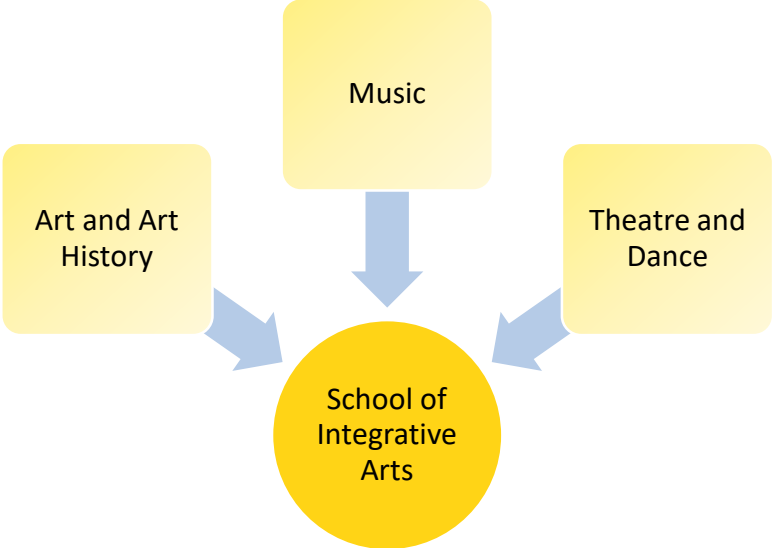 Music
Art and Art
History
Theatre and
Dance
School of
Integrative
Arts